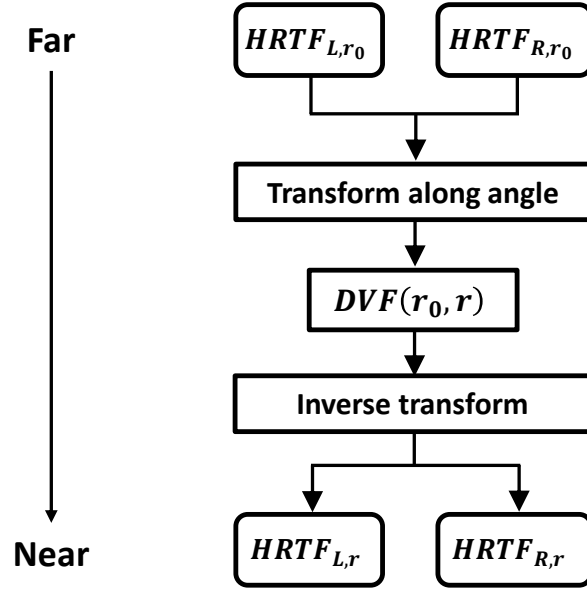 Far
HRTF_{L,r_0} HRTF_{R,r_0}
Transform along angle
DVF(r_0, r)
Inverse transform
Near
HRTF_{L,r} HRTF_{R,r}